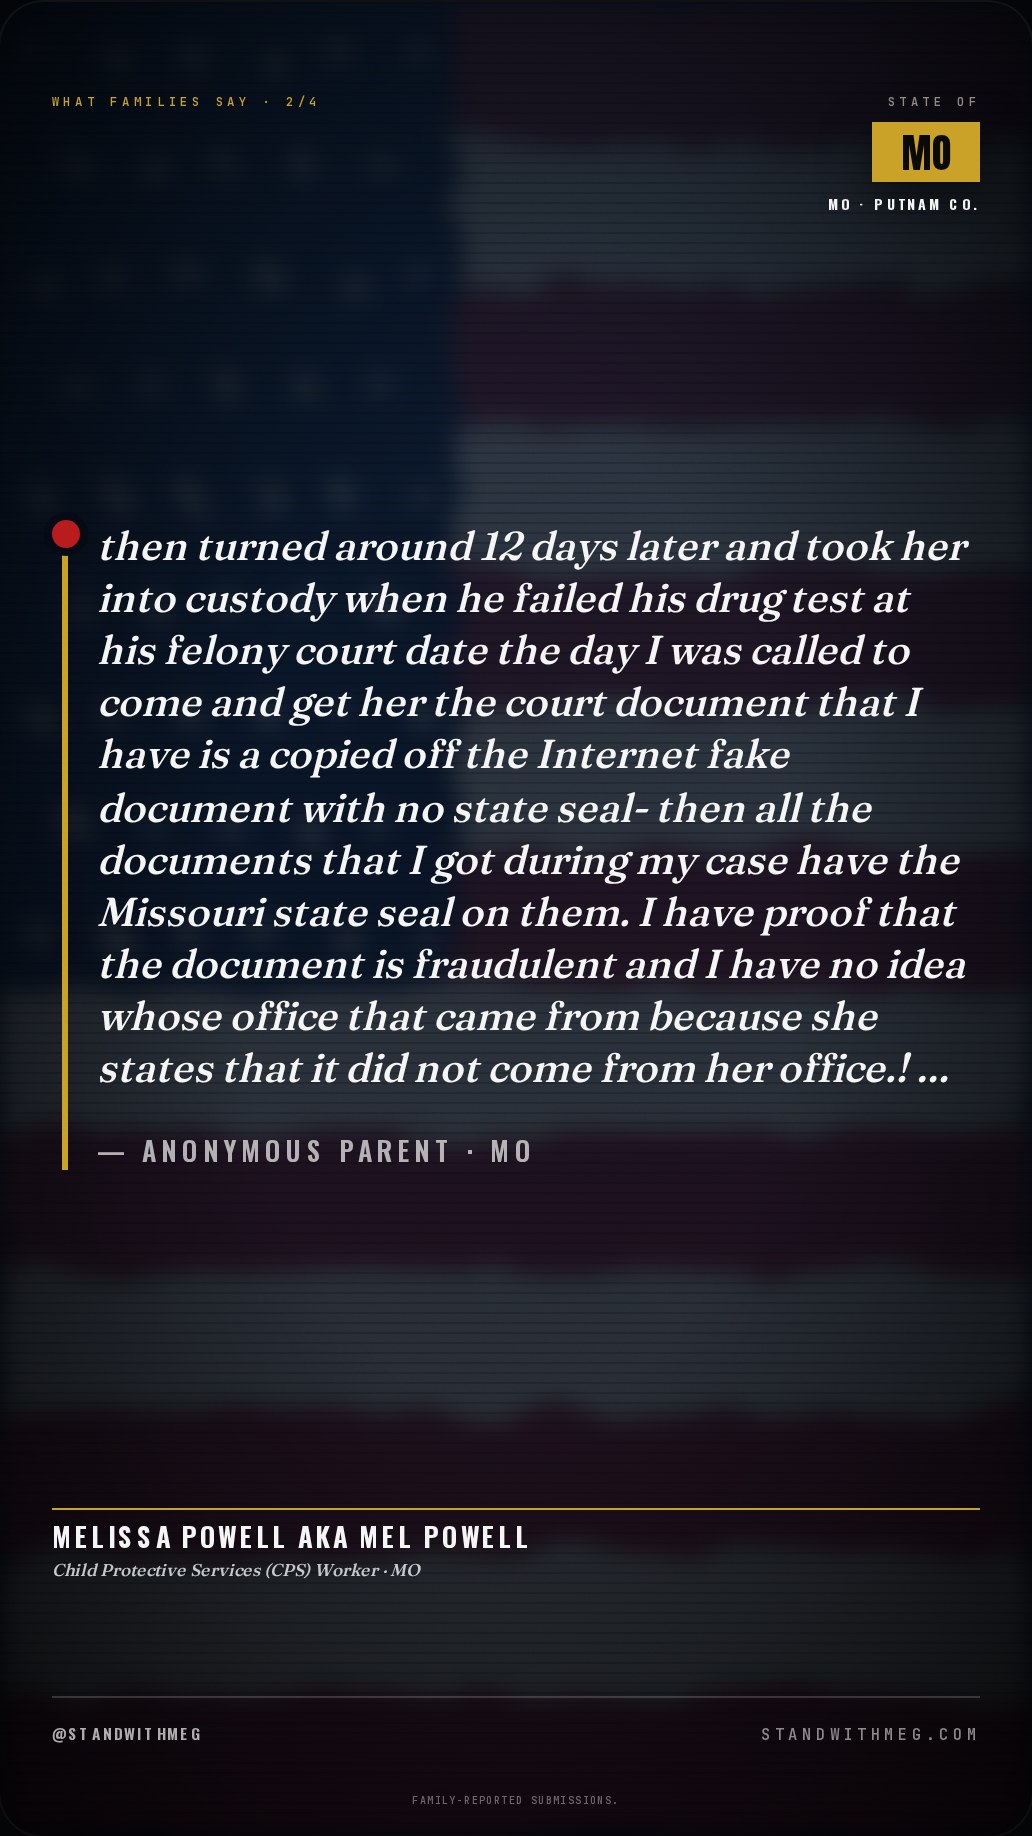 WHAT FAMILIES SAY · 2/4
STATE OF
MO
MO · PUTNAM CO.
then turned around 12 days later and took her
into custody when he failed his drug test at
his felony court date the day I was called to
come and get her the court document that I
have is a copied off the Internet fake
document with no state seal- then all the
documents that I got during my case have the
Missouri state seal on them. I have proof that
the document is fraudulent and I have no idea
whose office that came from because she
states that it did not come from her office.! ...
— ANONYMOUS PARENT · MO
MELISSA POWELL AKA MEL POWELL
Child Protective Services (CPS) Worker · MO
@STANDWITHMEG
STANDWITHMEG.COM
FAMILY-REPORTED SUBMISSIONS.